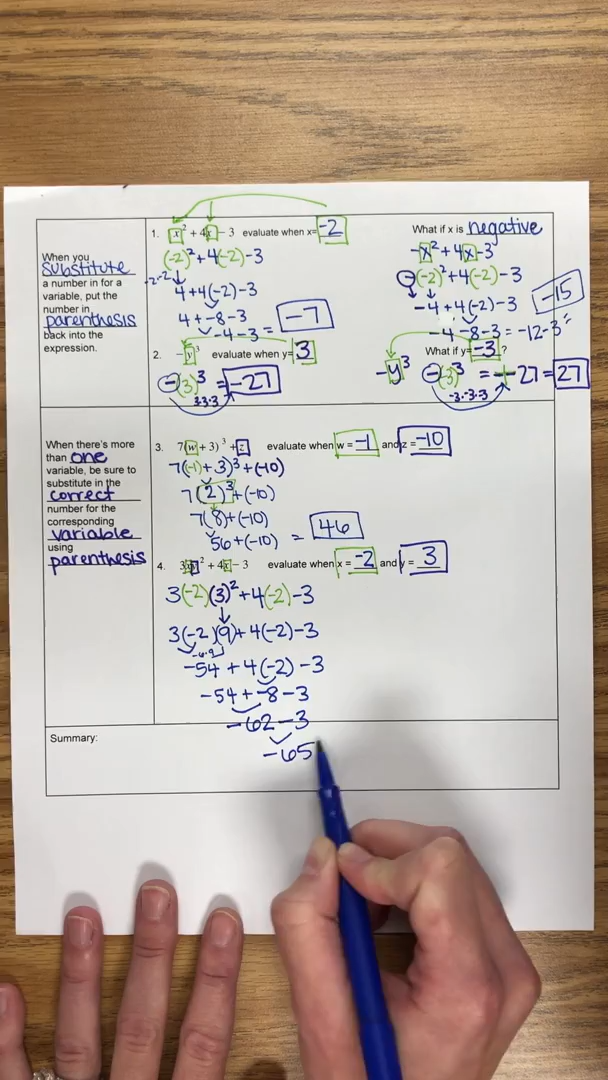 When you
substitute
a number in for a
variable, put the
number in
parenthesis
back into the
expression.
1. x² + 4x - 3 evaluate when x= -2
(-2)²+4(-2)-3
-2·-2
4+4(-2)-3
4+-8-3
-4-3= -7
What if x is negative
-x²+4x-3
-(-2)²+4(-2)-3
-4+4(-2)-3
-4-8-3=-12-3=
-15
2. -y³ evaluate when y= 3
-(3)³ = -27
3·3·3
What if y= -3 ?
-y³ -(-3)³ = --27= 27
-3·-3·-3
When there's more
than one
variable, be sure to
substitute in the
correct
number for the
corresponding
variable
using
parenthesis
3. 7(w + 3)³ + z evaluate when w = -1 and z = -10
7((-1)+3)³+(-10)
7(2)³+(-10)
7(8)+(-10)
56+(-10) = 46
4. 3xy² + 4x - 3 evaluate when x = -2 and y = 3
3(-2)(3)²+4(-2)-3
3(-2)(9)+4(-2)-3
-6·9
-54+4(-2)-3
-54+-8-3
-62-3
-65
Summary: